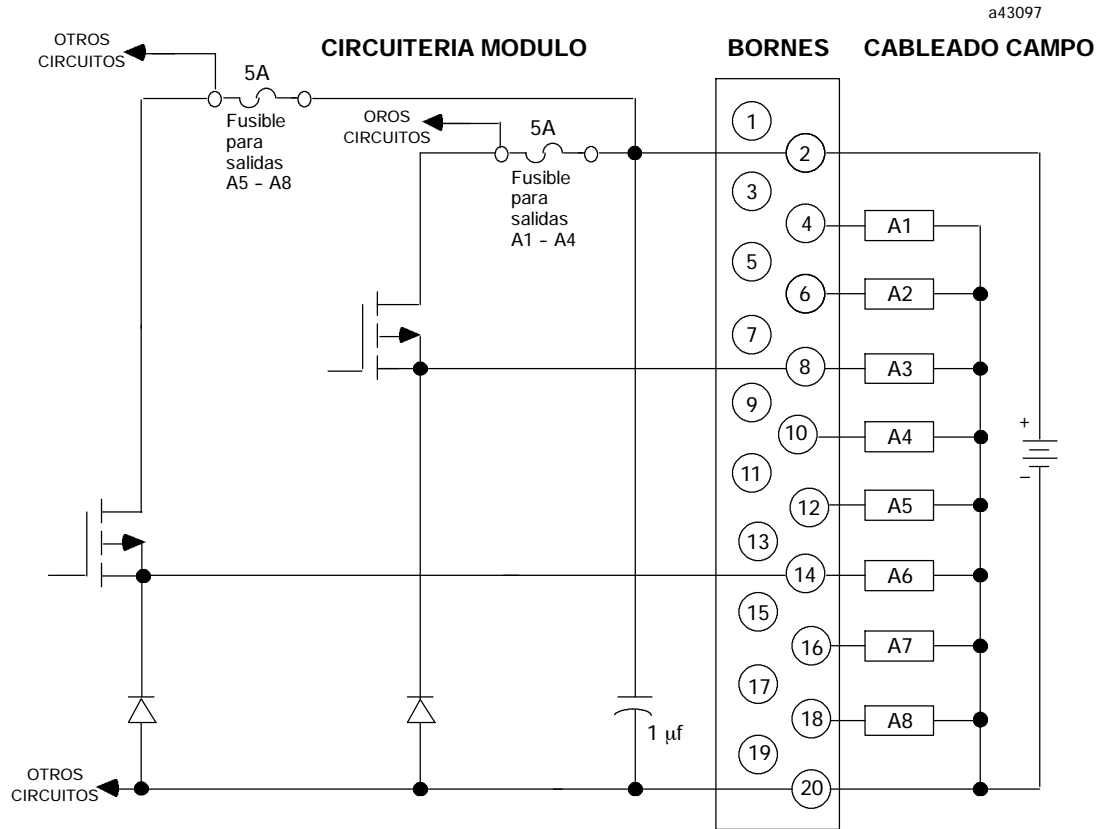 a43097
CIRCUITERIA MODULO
BORNES
CABLEADO CAMPO
OTROS
CIRCUITOS
5A
Fusible
para
salidas
A5 - A8
OROS
CIRCUITOS
5A
Fusible
para
salidas
A1 - A4
1
2
3
4
A1
5
6
A2
7
8
A3
9
10
A4
11
12
A5
13
14
A6
15
16
A7
17
18
A8
19
20
+
−
1 µf
OTROS
CIRCUITOS